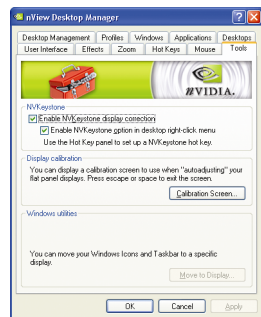 nView Desktop Manager
Desktop Management Profiles Windows Applications Desktops
User Interface Effects Zoom Hot Keys Mouse Tools
NVIDIA.
NVKeystone
Enable NVKeystone display correction
Enable NVKeystone option in desktop right-click menu
Use the Hot Key panel to set up a NVKeystone hot key.
Display calibration
You can display a calibration screen to use when "autoadjusting" your
flat panel displays. Press escape or space to exit the screen.
Calibration Screen...
Windows utilities
You can move your Windows Icons and Taskbar to a specific
display.
Move to Display...
OK Cancel Apply